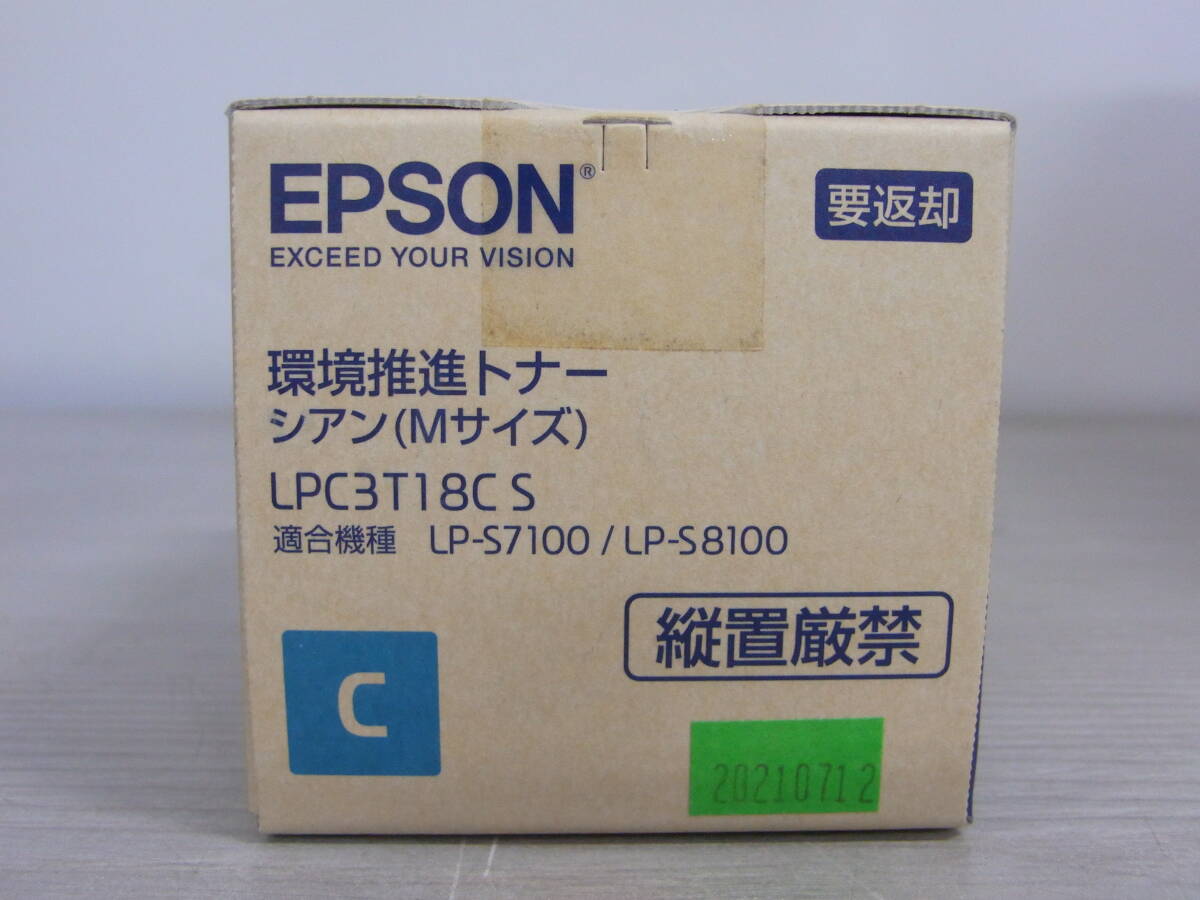 EPSON®
EXCEED YOUR VISION
要返却
環境推進トナー
シアン(Mサイズ)
LPC3T18C S
適合機種 LP-S7100 / LP-S8100
縦置厳禁
C
20210712